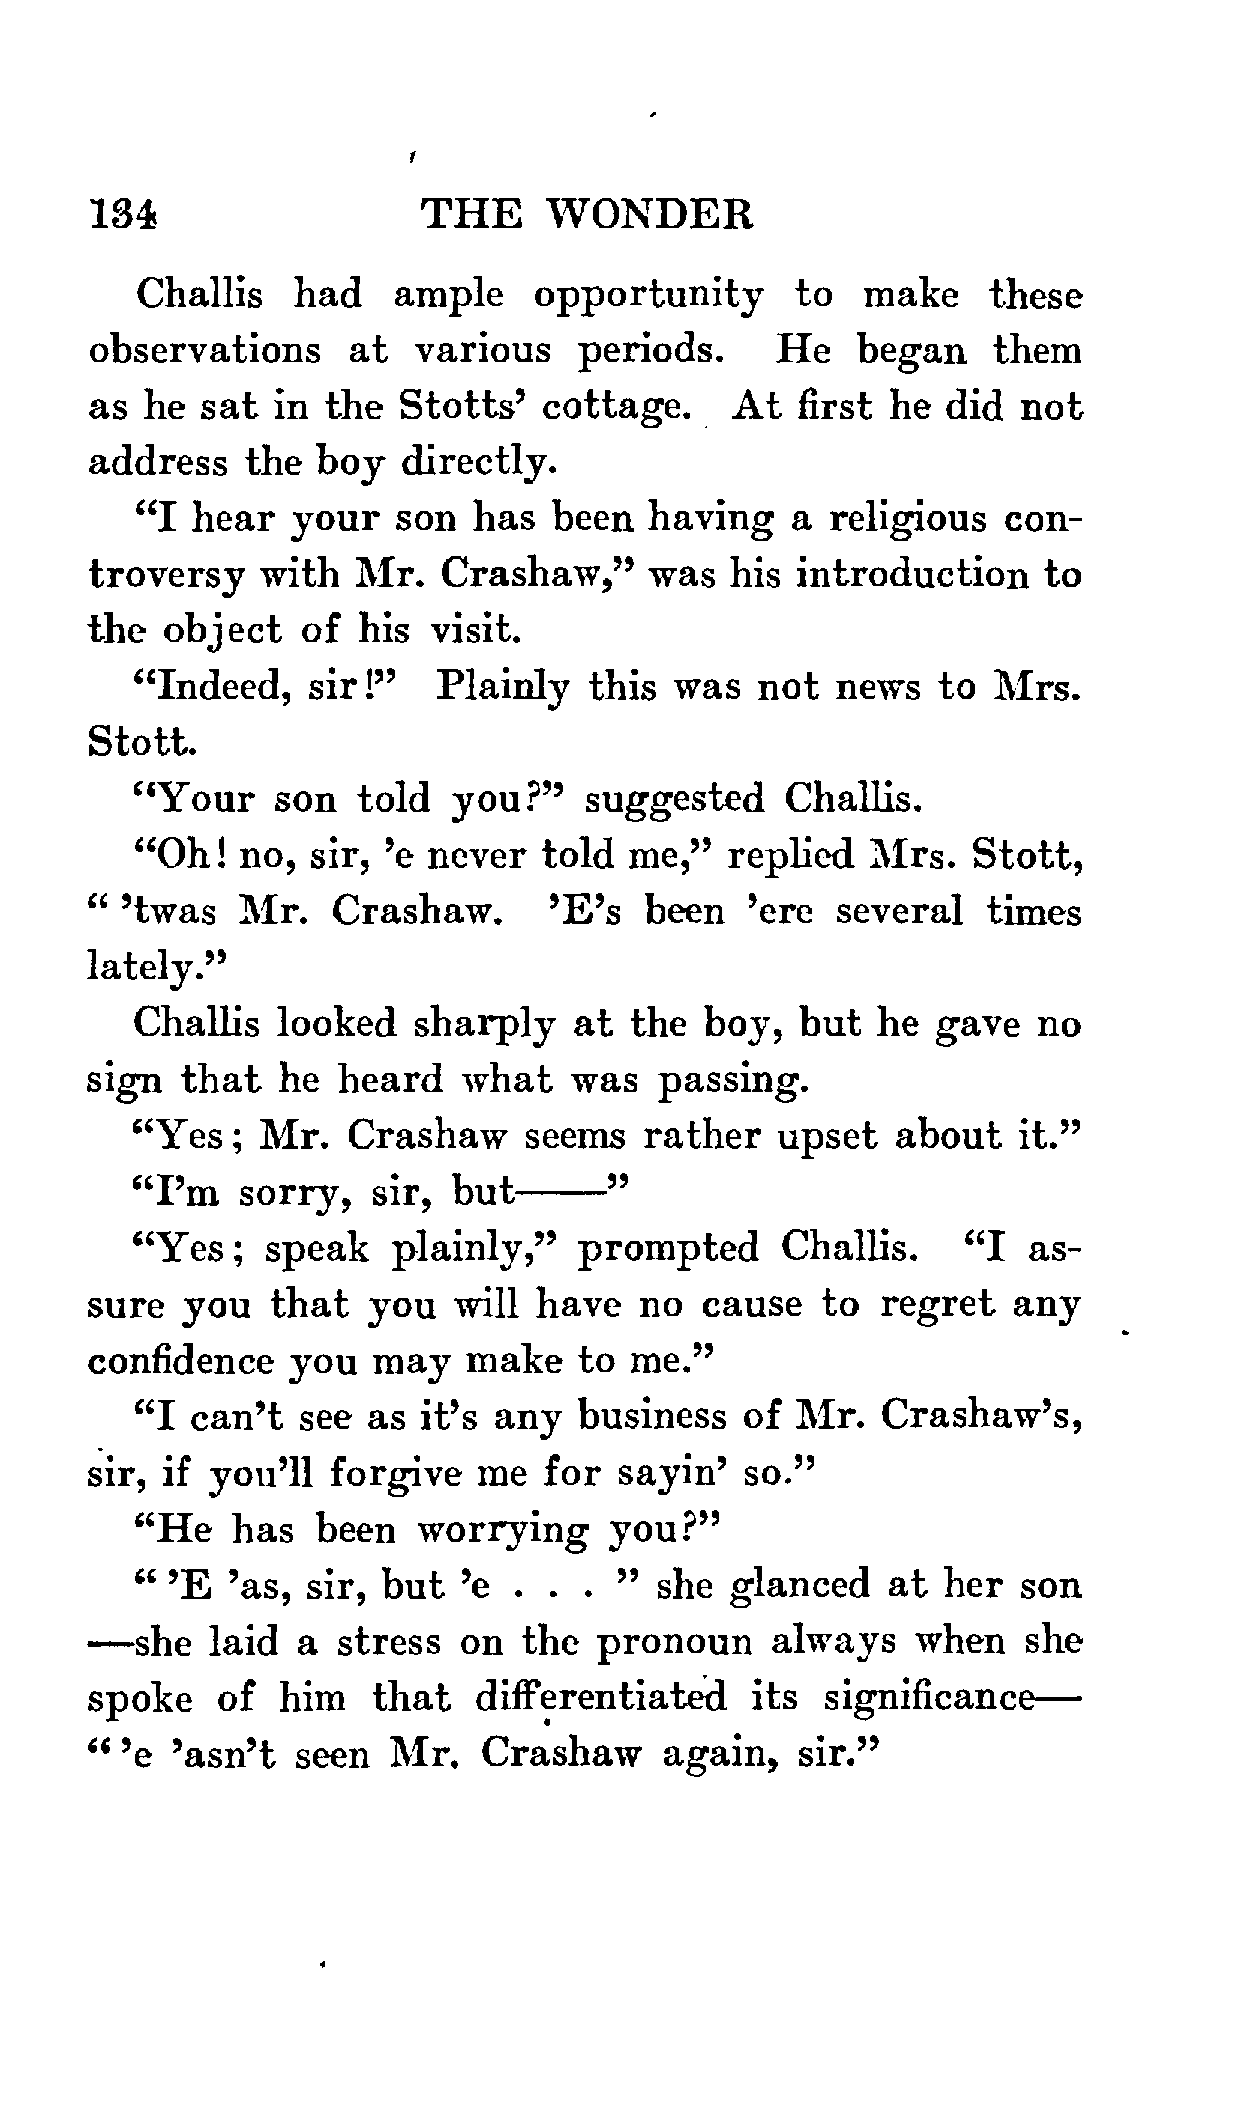 134 THE WONDER
Challis had ample opportunity to make these
observations at various periods. He began them
as he sat in the Stotts’ cottage. At first he did not
address the boy directly.
“I hear your son has been having a religious con-
troversy with Mr. Crashaw,” was his introduction to
the object of his visit.
“Indeed, sir!” Plainly this was not news to Mrs.
Stott.
“Your son told you?” suggested Challis.
“Oh! no, sir, ’e never told me,” replied Mrs. Stott,
“ ’twas Mr. Crashaw. ’E’s been ’ere several times
lately.”
Challis looked sharply at the boy, but he gave no
sign that he heard what was passing.
“Yes; Mr. Crashaw seems rather upset about it.”
“I’m sorry, sir, but——”
“Yes; speak plainly,” prompted Challis. “I as-
sure you that you will have no cause to regret any
confidence you may make to me.”
“I can’t see as it’s any business of Mr. Crashaw’s,
sir, if you’ll forgive me for sayin’ so.”
“He has been worrying you?”
“ ’E ’as, sir, but ’e . . . ” she glanced at her son
—she laid a stress on the pronoun always when she
spoke of him that differentiated its significance—
“ ’e ’asn’t seen Mr. Crashaw again, sir.”